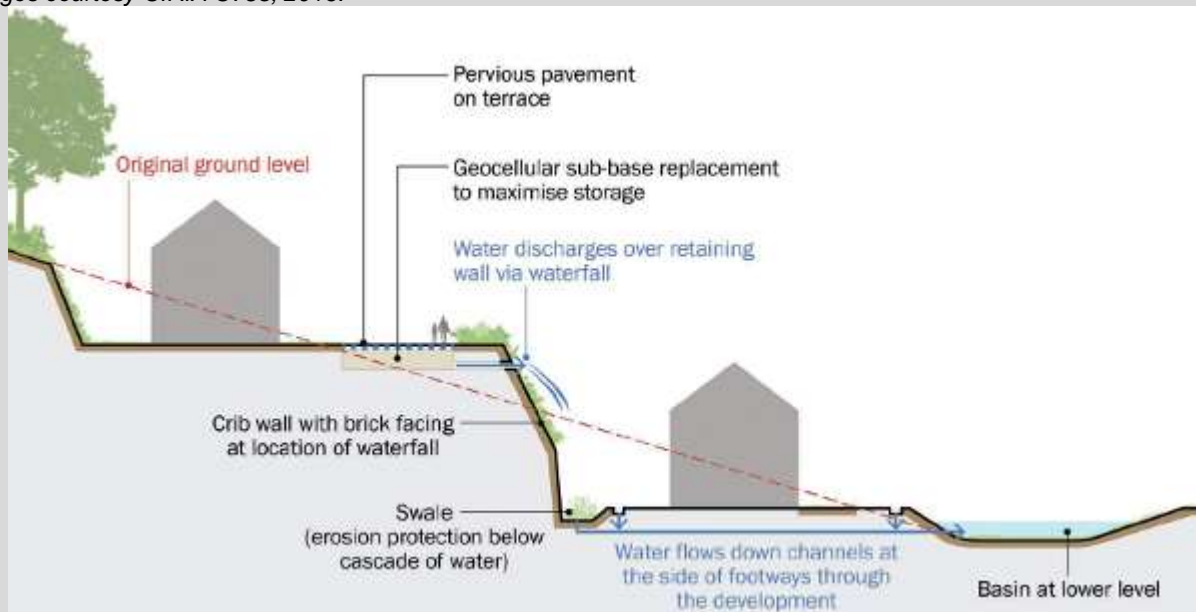 courtesy
Pervious pavement
on terrace
Original ground level
Geocellular sub-base replacement
to maximise storage
Water discharges over retaining
wall via waterfall
Crib wall with brick facing
at location of waterfall
Swale
(erosion protection below
cascade of water)
Water flows down channels at
the side of footways through
the development
Basin at lower level